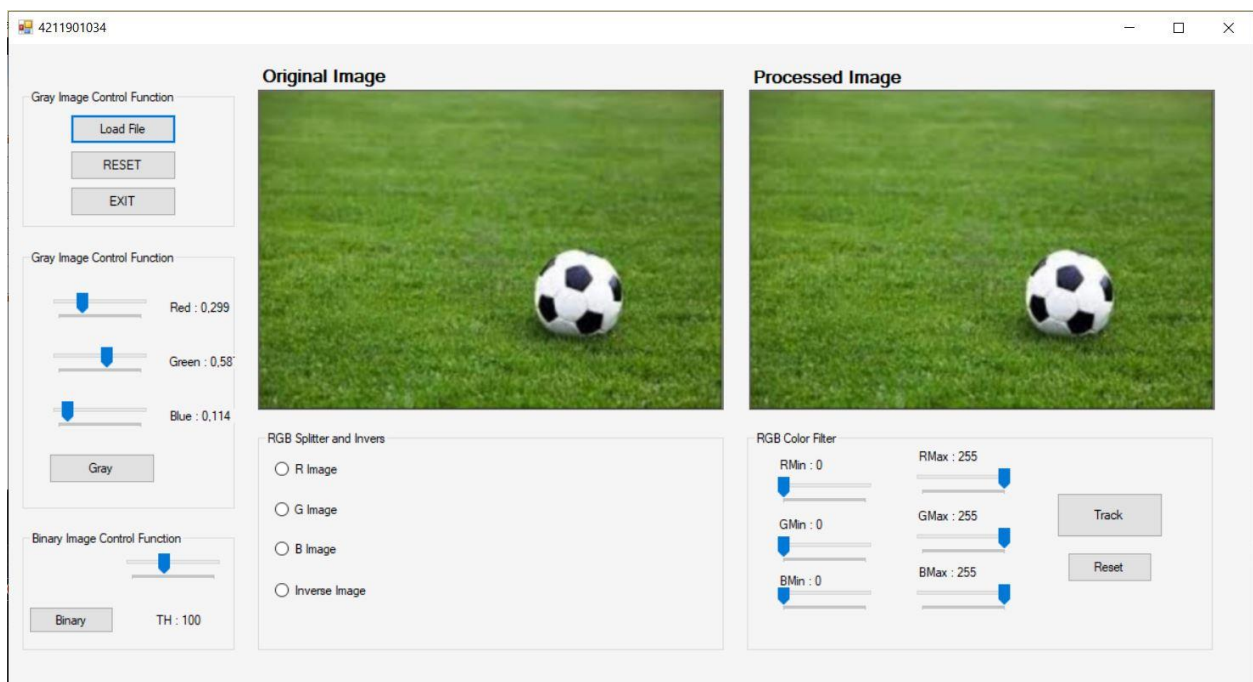 4211901034
Original Image
Processed Image
Gray Image Control Function
Load File
RESET
EXIT
Gray Image Control Function
Red : 0,299
Green : 0,58
Blue : 0,114
Gray
Binary Image Control Function
Binary
TH : 100
RGB Splitter and Invers
R Image
G Image
B Image
Inverse Image
RGB Color Filter
RMin : 0
RMax : 255
GMin : 0
GMax : 255
BMin : 0
BMax : 255
Track
Reset